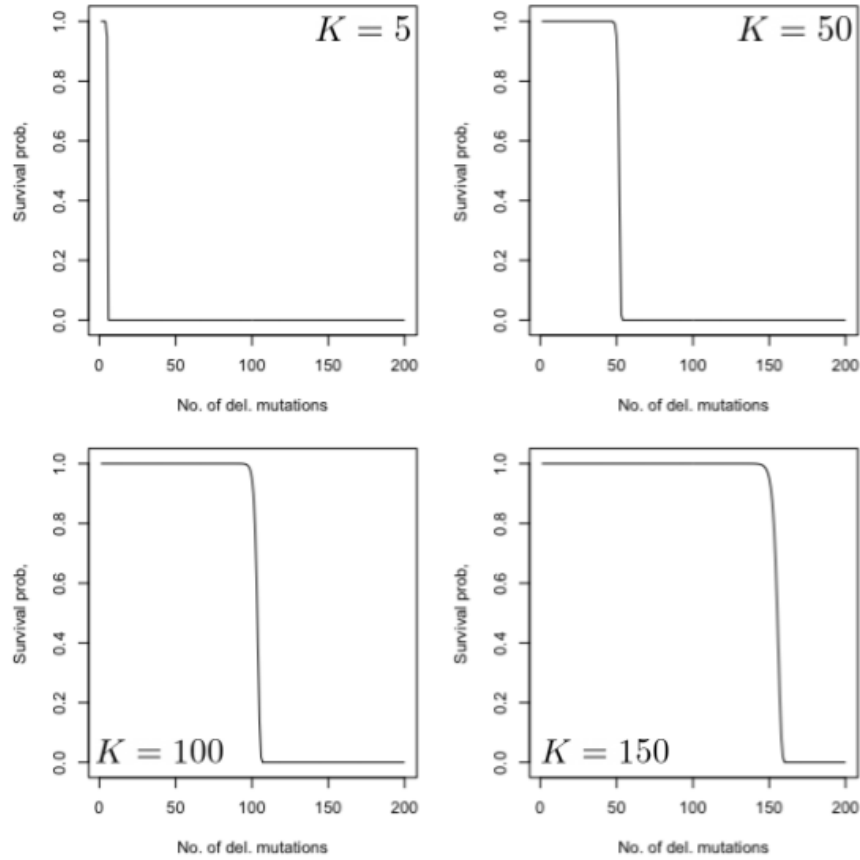 K = 5
Survival prob,
0.0 0.2 0.4 0.6 0.8 1.0
0 50 100 150 200
No. of del. mutations
K = 50
Survival prob,
0.0 0.2 0.4 0.6 0.8 1.0
0 50 100 150 200
No. of del. mutations
K = 100
Survival prob,
0.0 0.2 0.4 0.6 0.8 1.0
0 50 100 150 200
No. of del. mutations
K = 150
Survival prob,
0.0 0.2 0.4 0.6 0.8 1.0
0 50 100 150 200
No. of del. mutations